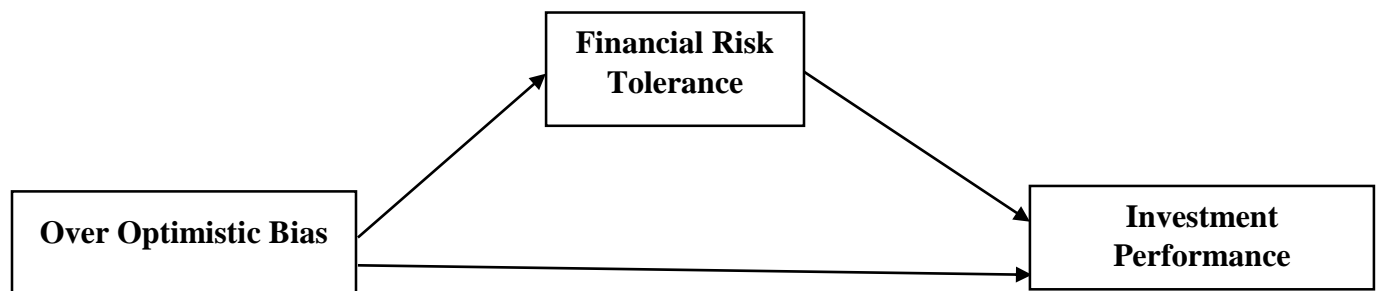 Financial Risk
Tolerance
Over Optimistic Bias
Investment
Performance